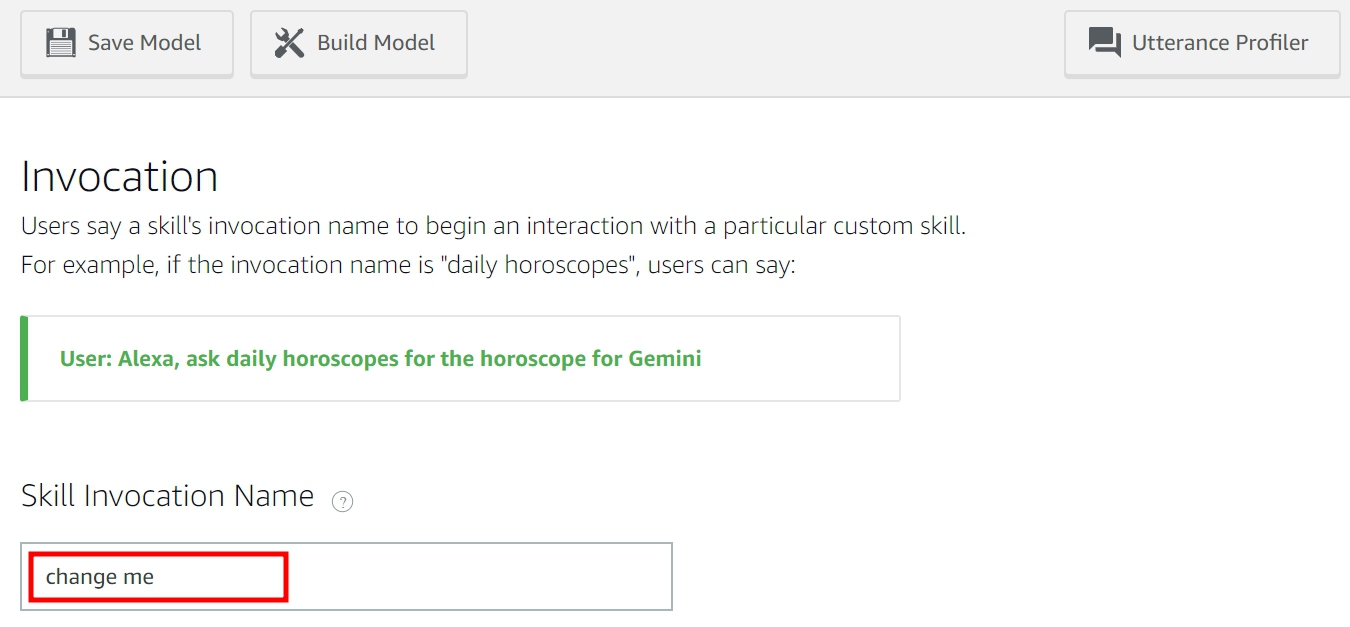 Save Model
Build Model
Utterance Profiler
Invocation
Users say a skill's invocation name to begin an interaction with a particular custom skill.
For example, if the invocation name is "daily horoscopes", users can say:
User: Alexa, ask daily horoscopes for the horoscope for Gemini
Skill Invocation Name ?
change me